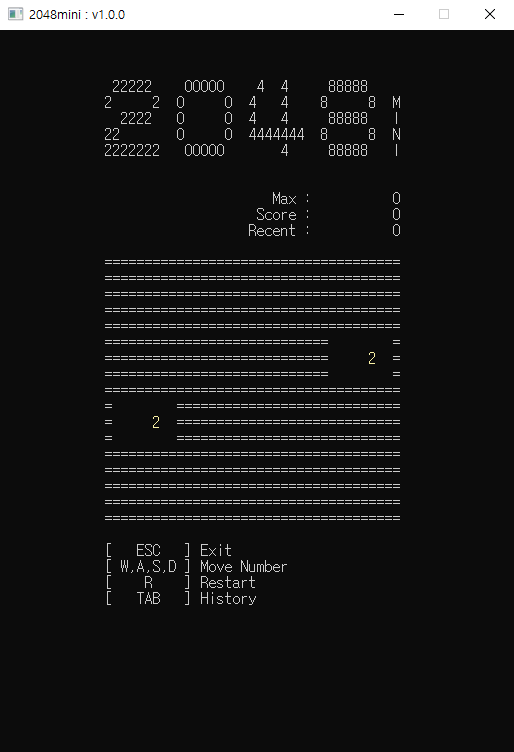 2048mini : v1.0.0
 22222    00000    4  4     88888
2     2  0     0  4   4    8     8  M
  2222   0     0  4   4     88888   I
22       0     0  4444444  8     8  N
2222222   00000       4     88888   I
Max :          0
Score :          0
Recent :          0
=====================================
=====================================
=====================================
=====================================
=====================================
============================        =
============================     2  =
============================        =
=====================================
=        ============================
=     2  ============================
=        ============================
=====================================
=====================================
=====================================
=====================================
=====================================
[   ESC   ] Exit
[ W,A,S,D ] Move Number
[    R    ] Restart
[   TAB   ] History